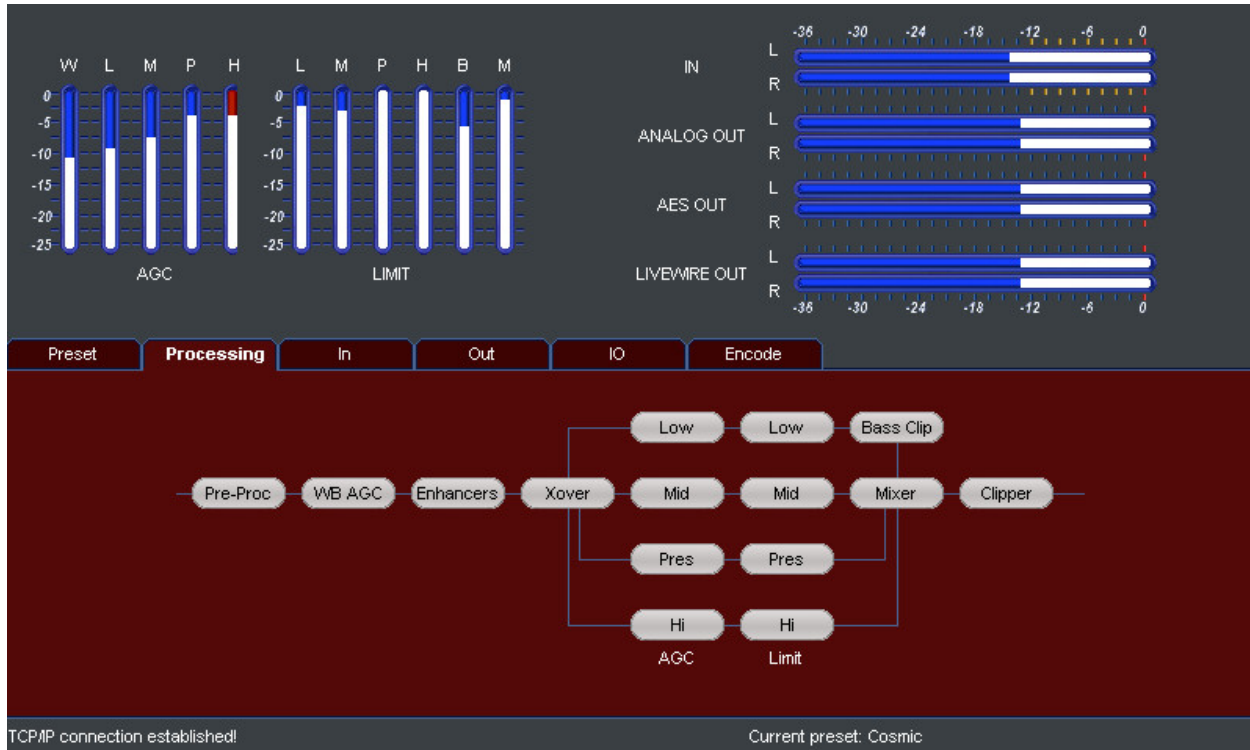 W L M P H L M P H B M
0 0
-5 -5
-10 -10
-15 -15
-20 -20
-25 -25
AGC LIMIT
-36 -30 -24 -18 -12 -6 0
L
IN
R
L
ANALOG OUT
R
L
AES OUT
R
L
LIVEWIRE OUT
R
-36 -30 -24 -18 -12 -6 0
Preset Processing In Out IO Encode
Low Low Bass Clip
Pre-Proc WB AGC Enhancers Xover Mid Mid Mixer Clipper
Pres Pres
Hi Hi
AGC Limit
TCP/IP connection established! Current preset: Cosmic